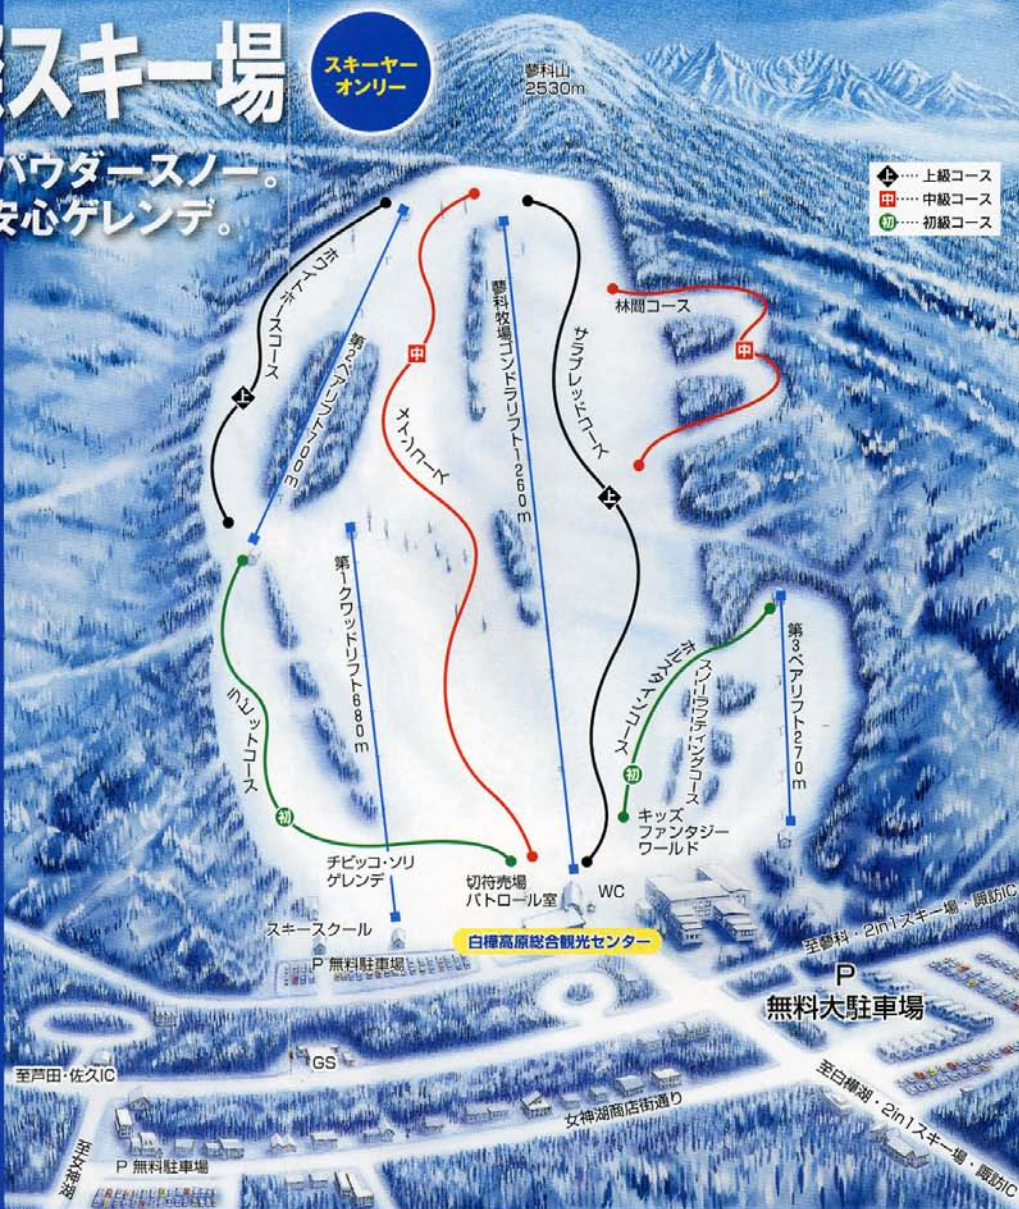 スキー場
スキーヤー
オンリー
パウダースノー。
安心ゲレンデ。
蓼科山
2530m
上‥‥上級コース
中‥‥中級コース
初‥‥初級コース
ホワイトホースコース
上
第2ペアリフト700m
中
メインコース
蓼科牧場ゴンドラリフト1260m
サラブレッドコース
上
林間コース
中
第1クワッドリフト680m
ラビットコース
初
ホルスタインコース
初
スノーラフティングコース
第3ペアリフト270m
キッズ
ファンタジー
ワールド
チビッコ・ソリ
ゲレンデ
切符売場
パトロール室
WC
スキースクール
白樺高原総合観光センター
P 無料駐車場
至蓼科・2in1スキー場・諏訪IC
P
無料大駐車場
GS
至芦田・佐久IC
至白樺湖・2in1スキー場・諏訪IC
女神湖商店街通り
至女神湖
P 無料駐車場